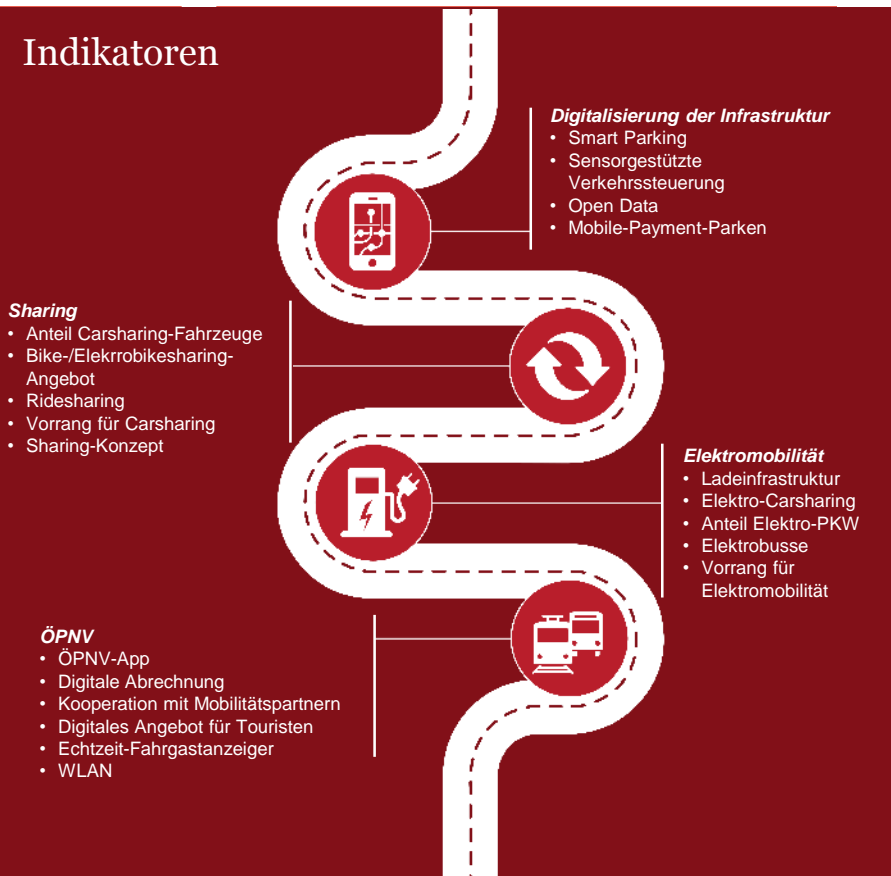 Indikatoren
Digitalisierung der Infrastruktur
• Smart Parking
• Sensorgestützte
Verkehrssteuerung
• Open Data
• Mobile-Payment-Parken
Sharing
• Anteil Carsharing-Fahrzeuge
• Bike-/Elekrrobikesharing-
Angebot
• Ridesharing
• Vorrang für Carsharing
• Sharing-Konzept
Elektromobilität
• Ladeinfrastruktur
• Elektro-Carsharing
• Anteil Elektro-PKW
• Elektrobusse
• Vorrang für
Elektromobilität
ÖPNV
• ÖPNV-App
• Digitale Abrechnung
• Kooperation mit Mobilitätspartnern
• Digitales Angebot für Touristen
• Echtzeit-Fahrgastanzeiger
• WLAN